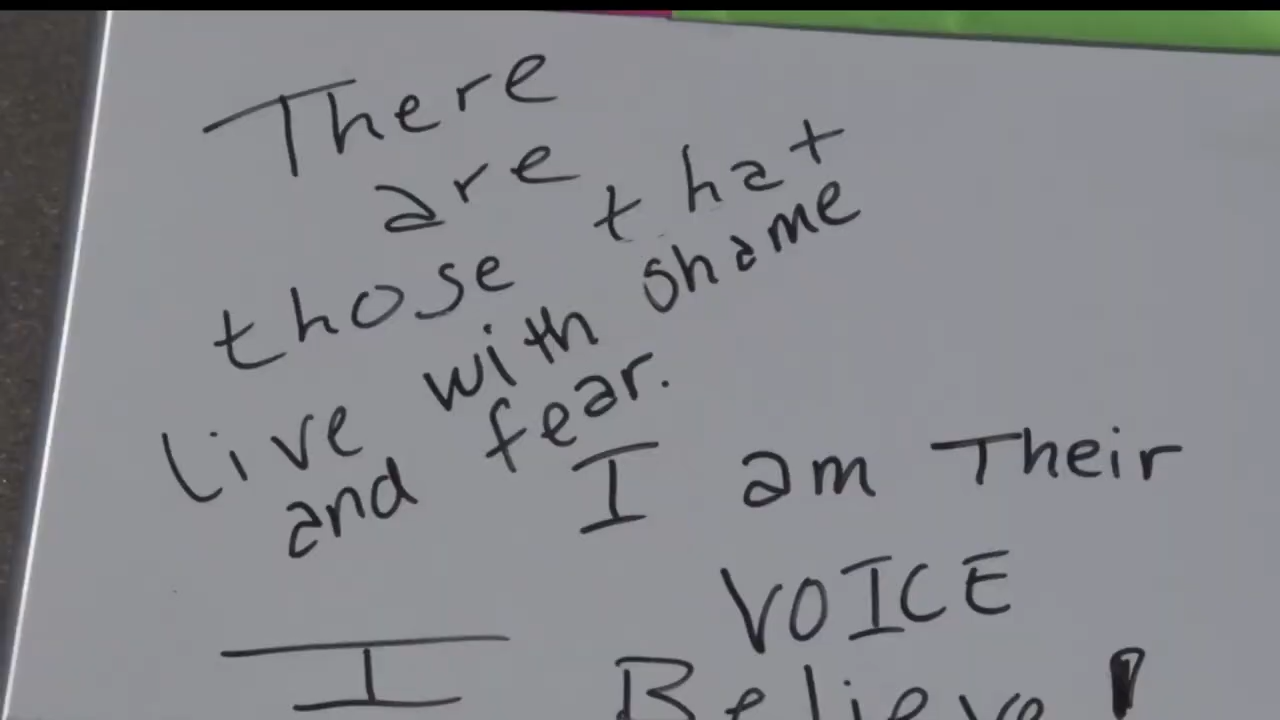 There
are
those that
live with shame
and fear.
I am Their
VOICE
I Believe!